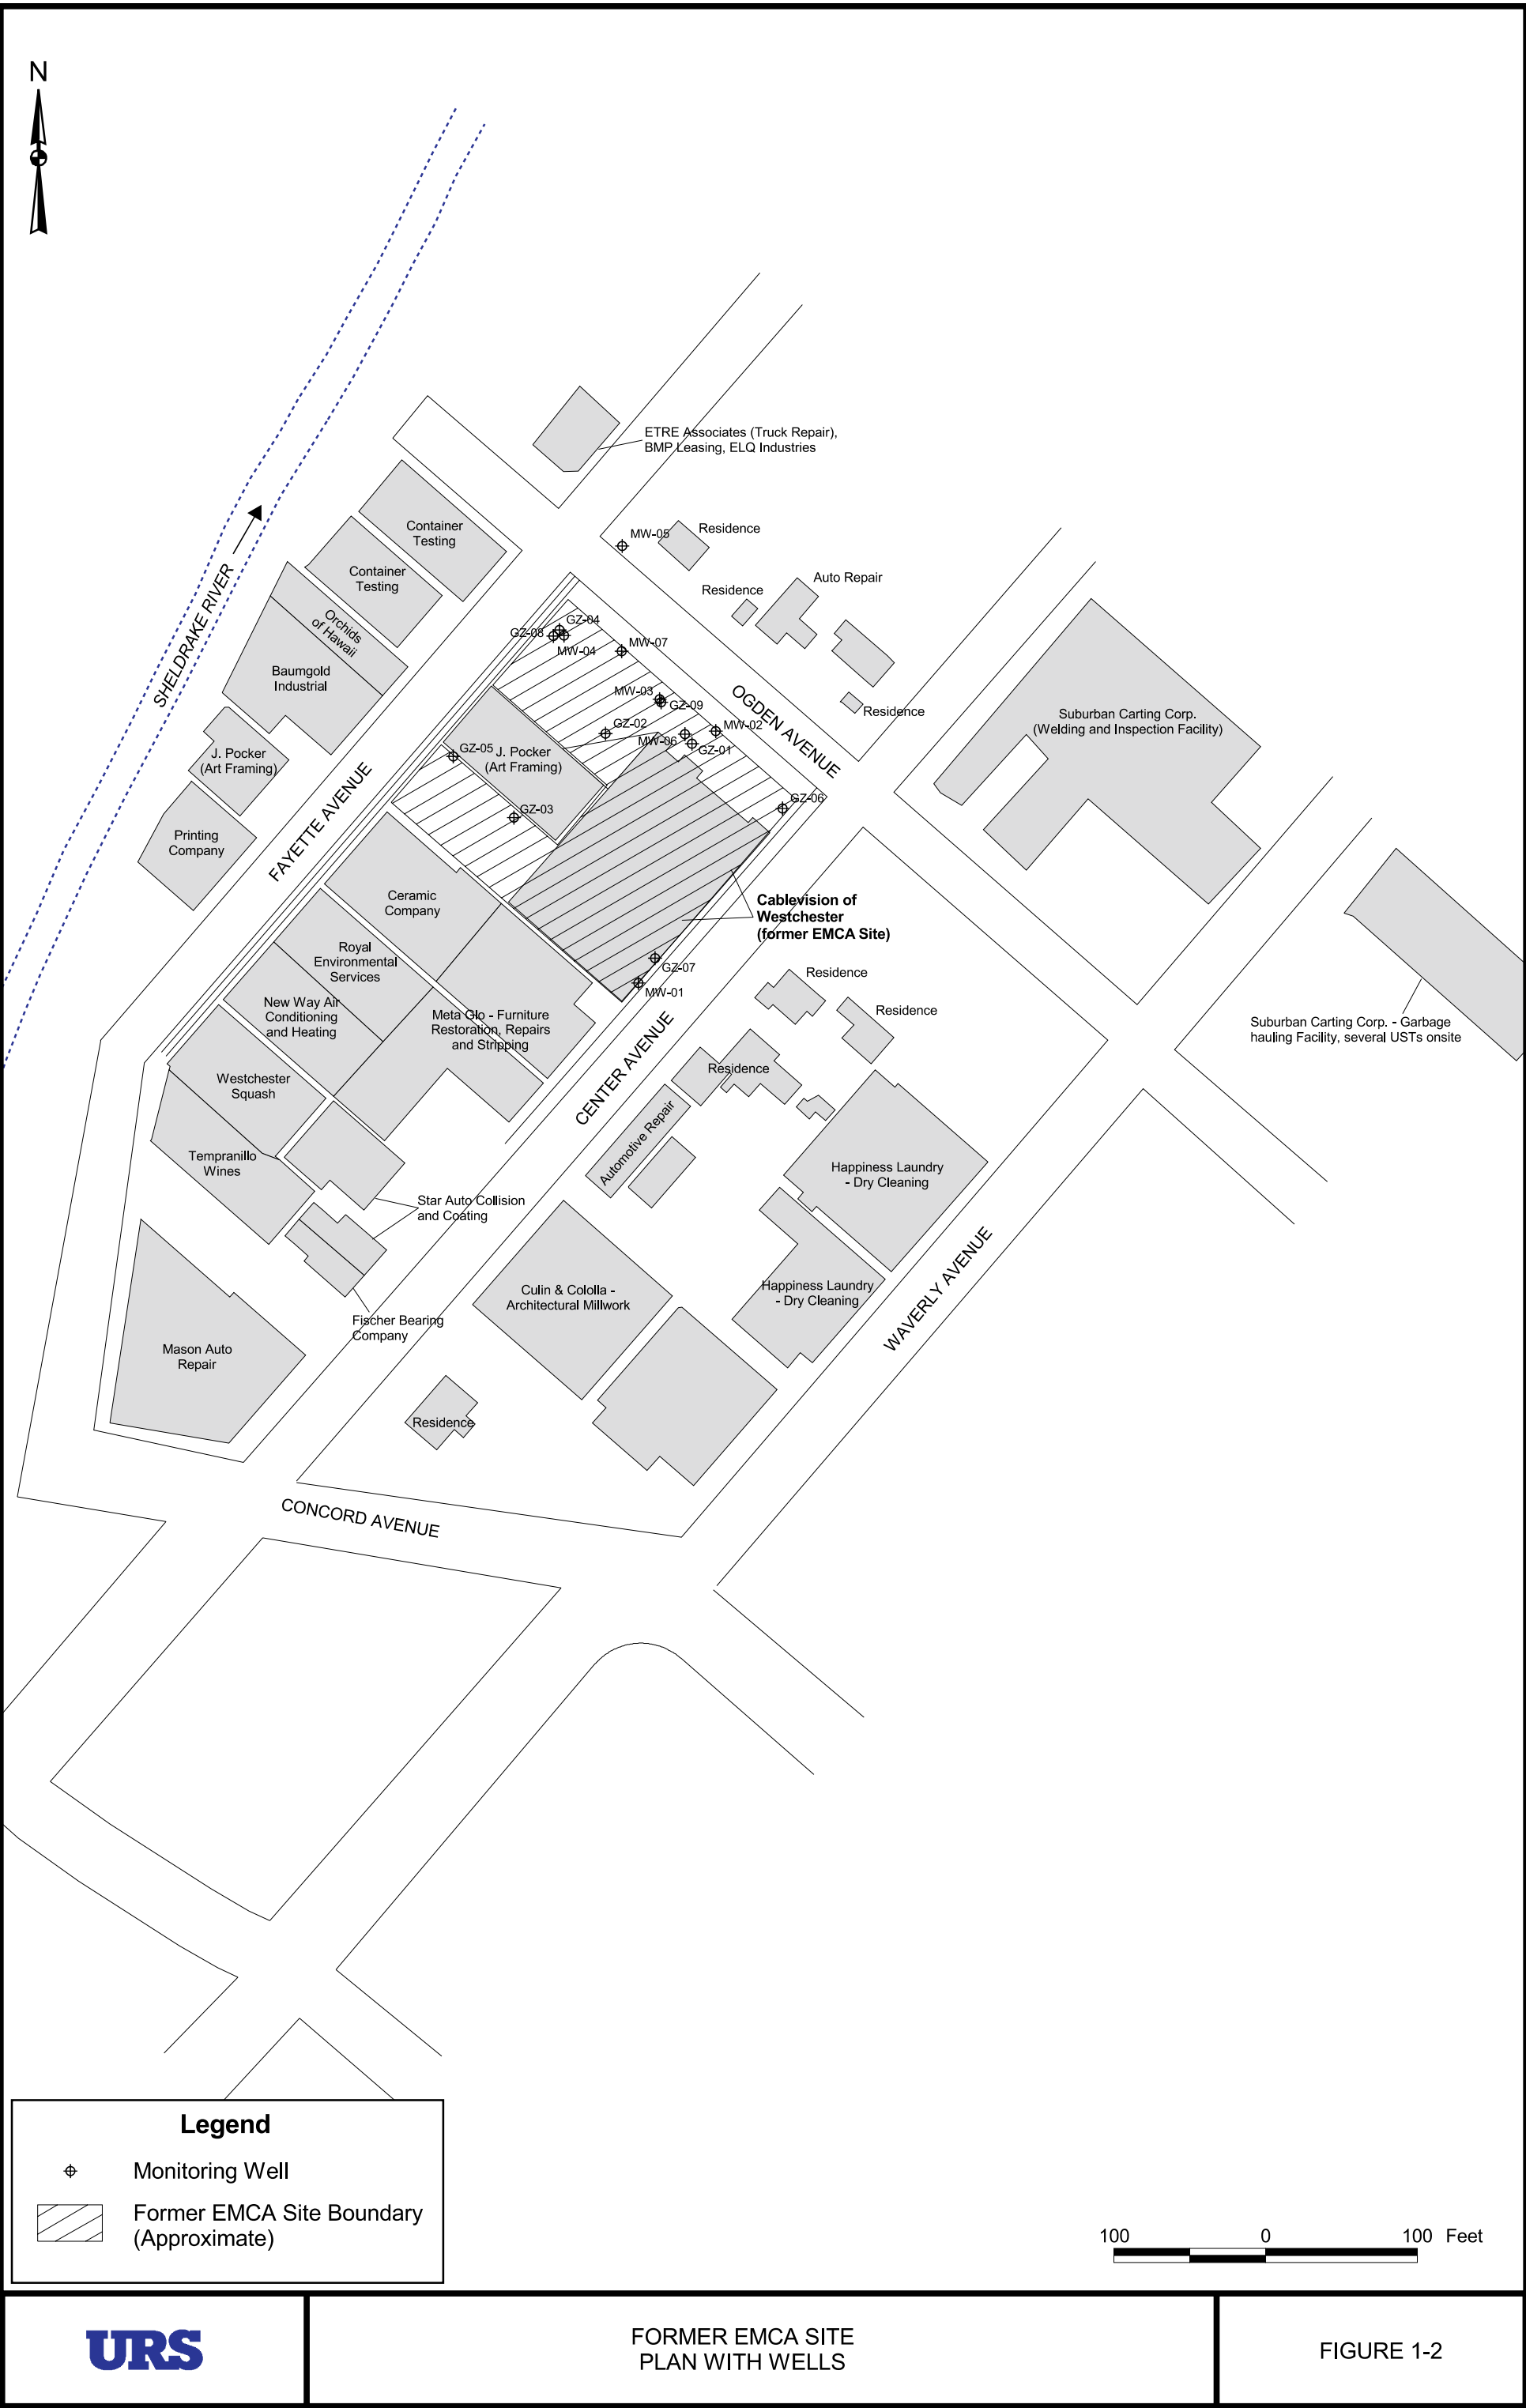 N
ETRE Associates (Truck Repair),
BMP Leasing, ELQ Industries
Container
Testing
MW-05
Residence
Container
Testing
Residence
Auto Repair
SHELDRAKE RIVER
Orchids
of Hawaii
GZ-04
GZ-08
MW-04
MW-07
Baumgold
Industrial
MW-03
GZ-09
OGDEN AVENUE
Residence
Suburban Carting Corp.
(Welding and Inspection Facility)
GZ-02
MW-02
MW-06
GZ-01
J. Pocker
(Art Framing)
GZ-05
J. Pocker
(Art Framing)
FAYETTE AVENUE
GZ-03
GZ-06
Printing
Company
Ceramic
Company
Cablevision of
Westchester
(former EMCA Site)
Royal
Environmental
Services
GZ-07
MW-01
Residence
New Way Air
Conditioning
and Heating
Meta Glo - Furniture
Restoration, Repairs
and Stripping
Residence
Suburban Carting Corp. - Garbage
hauling Facility, several USTs onsite
CENTER AVENUE
Westchester
Squash
Residence
Automotive Repair
Tempranillo
Wines
Happiness Laundry
- Dry Cleaning
Star Auto Collision
and Coating
Culin & Cololla -
Architectural Millwork
Happiness Laundry
- Dry Cleaning
WAVERLY AVENUE
Fischer Bearing
Company
Mason Auto
Repair
Residence
CONCORD AVENUE
Legend
Monitoring Well
Former EMCA Site Boundary
(Approximate)
100 0 100 Feet
URS
FORMER EMCA SITE
PLAN WITH WELLS
FIGURE 1-2